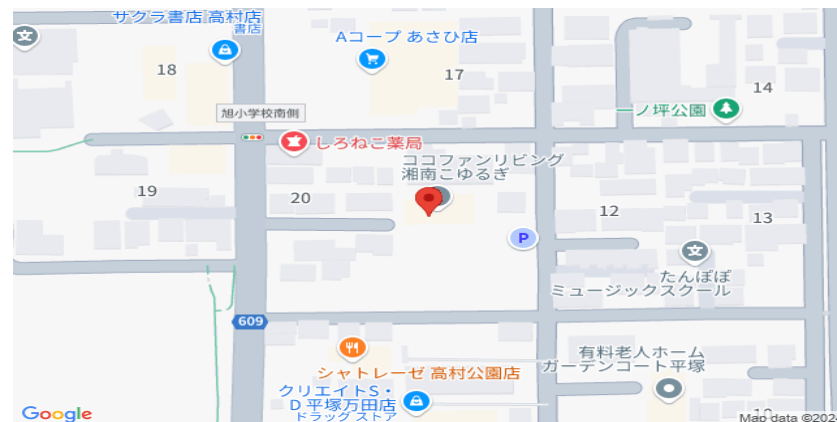 サクラ書店 高村店
書店
Aコープ あさひ店
18
17
14
旭小学校南側
一ノ坪公園
しろねこ薬局
ココファンリビング
湘南こゆるぎ
19
20
12
13
P
たんぽぽ
ミュージックスクール
609
シャトレーゼ 高村公園店
有料老人ホーム
ガーデンコート平塚
クリエイトS・
D 平塚万田店
ドラッグ ストア
Google
Map data ©2024